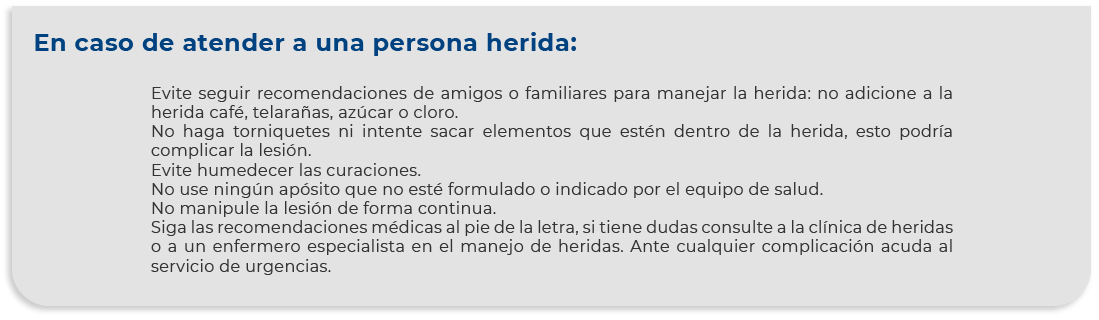 En caso de atender a una persona herida:
Evite seguir recomendaciones de amigos o familiares para manejar la herida: no adicione a la
herida café, telarañas, azúcar o cloro.
No haga torniquetes ni intente sacar elementos que estén dentro de la herida, esto podría
complicar la lesión.
Evite humedecer las curaciones.
No use ningún apósito que no esté formulado o indicado por el equipo de salud.
No manipule la lesión de forma continua.
Siga las recomendaciones médicas al pie de la letra, si tiene dudas consulte a la clínica de heridas
o a un enfermero especialista en el manejo de heridas. Ante cualquier complicación acuda al
servicio de urgencias.